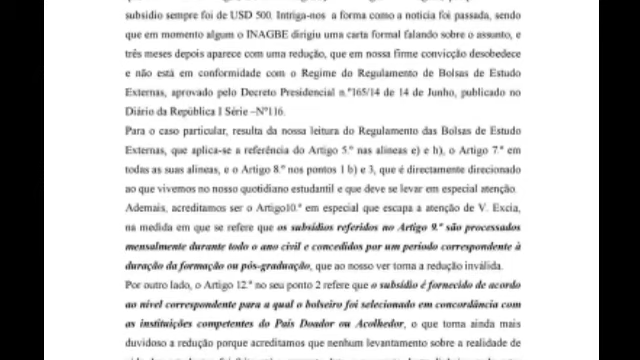 subsídio sempre foi de USD 500. Intriga-nos a forma como a notícia foi passada, sendo
que em momento algum o INAGBE dirigiu uma carta formal falando sobre o assunto, e
três meses depois aparece com uma redução, que em nossa firme convicção desobedece
e não está em conformidade com o Regime do Regulamento de Bolsas de Estudo
Externas, aprovado pelo Decreto Presidencial n.º165/14 de 14 de Junho, publicado no
Diário da República I Série –Nº116.
Para o caso particular, resulta da nossa leitura do Regulamento das Bolsas de Estudo
Externas, que aplica-se a referência do Artigo 5.º nas alíneas e) e h), o Artigo 7.º em
todas as suas alíneas, e o Artigo 8.º nos pontos 1 b) e 3, que é directamente direcionado
ao que vivemos no nosso quotidiano estudantil e que deve se levar em especial atenção.
Ademais, acreditamos ser o Artigo10.º em especial que escapa a atenção de V. Excia,
na medida em que se refere que os subsídios referidos no Artigo 9.º são processados
mensalmente durante todo o ano civil e concedidos por um período correspondente à
duração da formação ou pós-graduação, que ao nosso ver torna a redução inválida.
Por outro lado, o Artigo 12.º no seu ponto 2 refere que o subsídio é fornecido de acordo
ao nível correspondente para a qual o bolseiro foi selecionado em concordância com
as instituições competentes do País Doador ou Acolhedor, o que torna ainda mais
duvidoso a redução porque acreditamos que nenhum levantamento sobre a realidade de